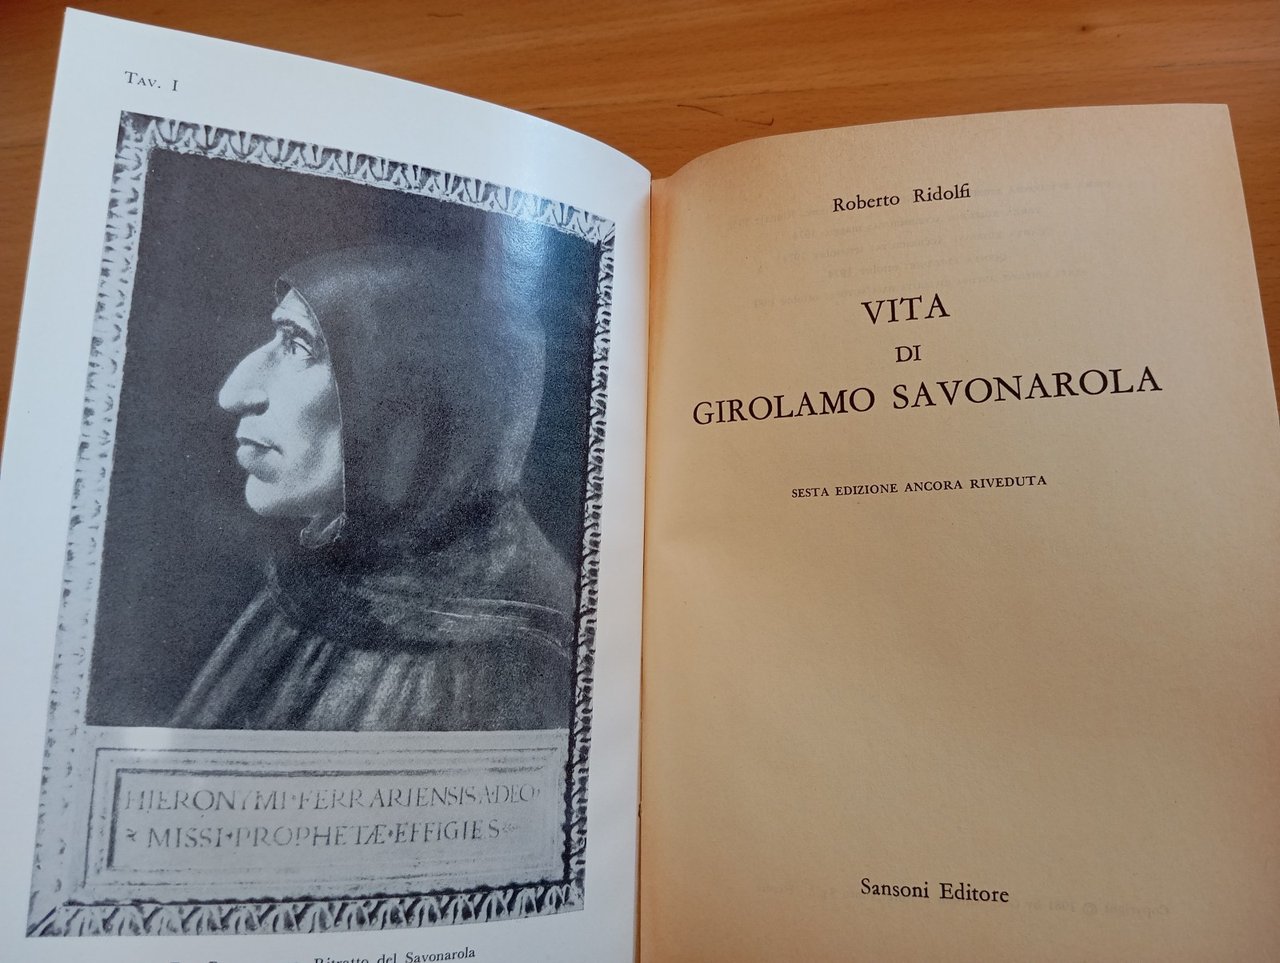 Tav. I
HIERONYMI·FERRARIENSIS·A·DEO
MISSI·PROPHETÆ·EFFIGIES
Ritratto del Savonarola
Roberto Ridolfi
VITA
DI
GIROLAMO SAVONAROLA
SESTA EDIZIONE ANCORA RIVEDUTA
Sansoni Editore